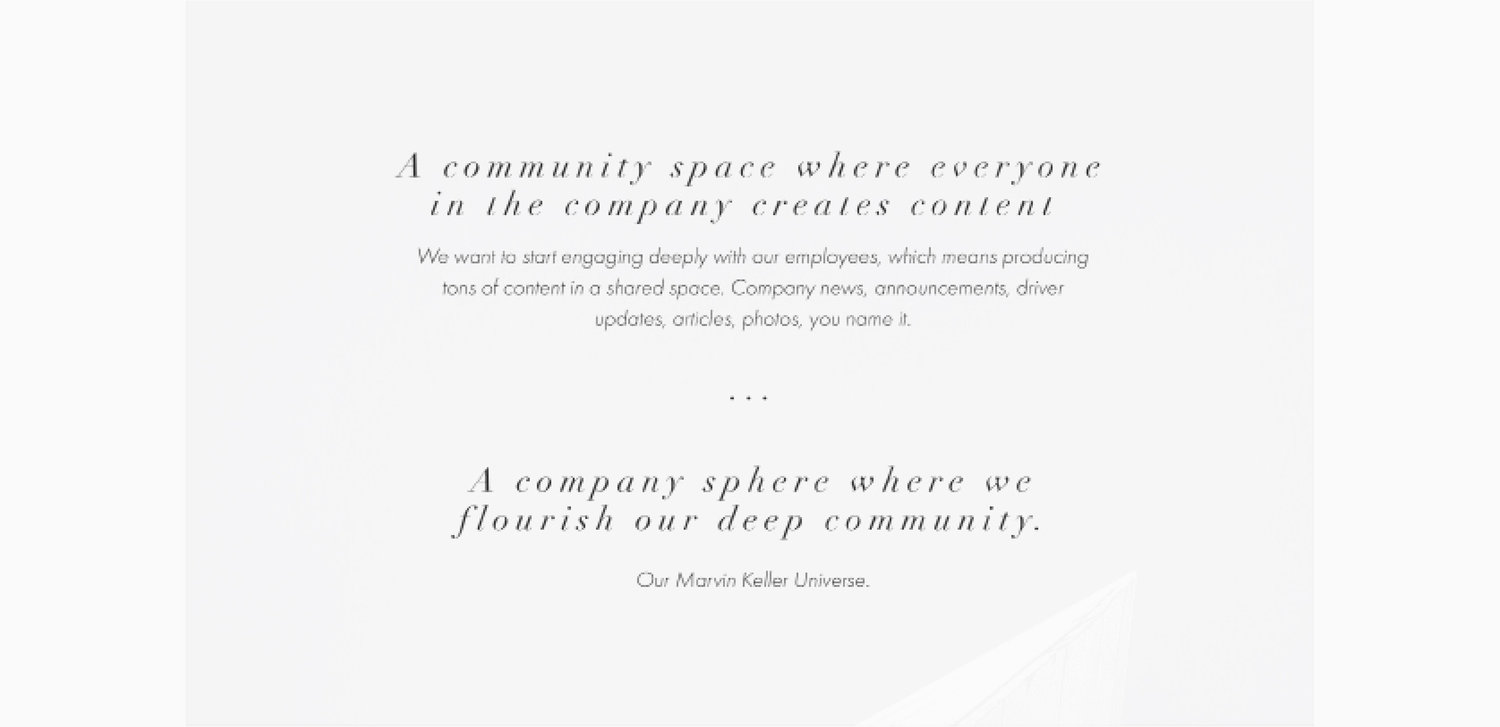 A community space where everyone
in the company creates content
We want to start engaging deeply with our employees, which means producing
tons of content in a shared space. Company news, announcements, driver
updates, articles, photos, you name it.
...
A company sphere where we
flourish our deep community.
Our Marvin Keller Universe.